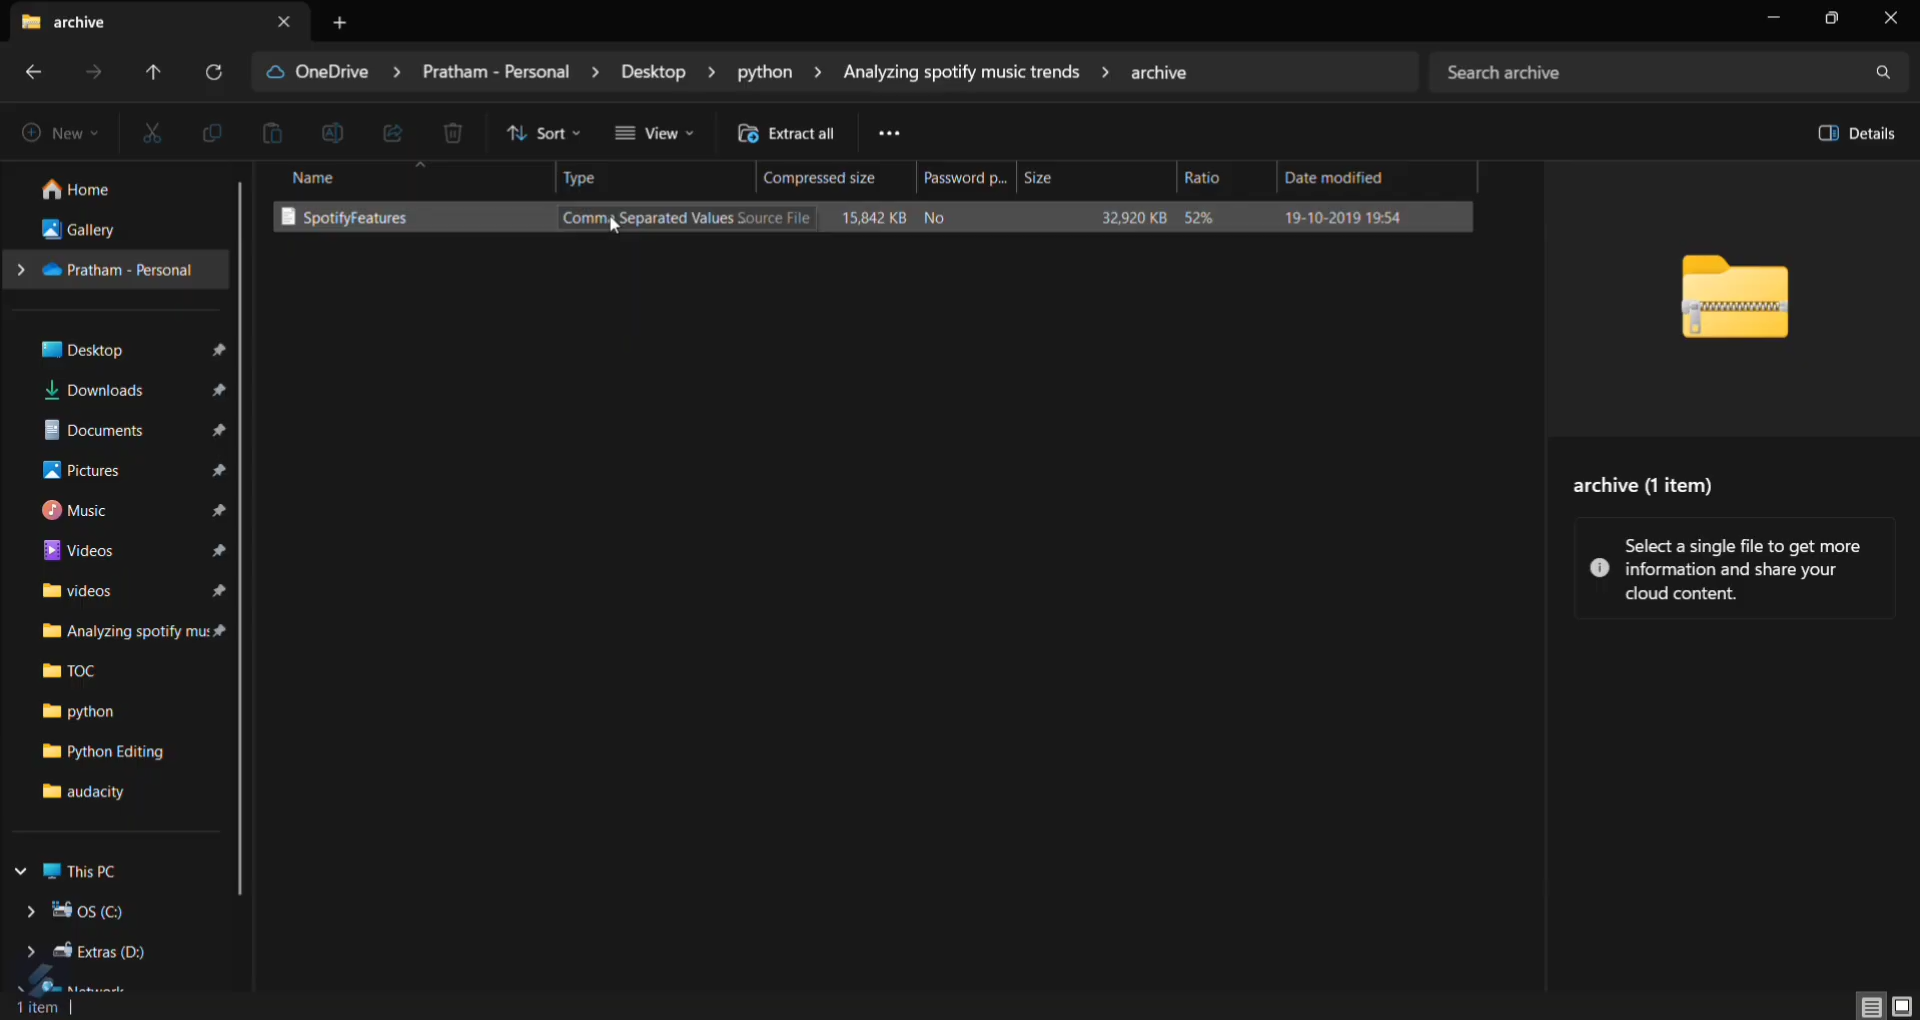 archive
OneDrive > Pratham - Personal > Desktop > python > Analyzing spotify music trends > archive
Search archive
New
Sort
View
Extract all
Details
Name
Type
Compressed size
Password p...
Size
Ratio
Date modified
SpotifyFeatures
Comma Separated Values Source File
15,842 KB
No
32,920 KB
52%
19-10-2019 19:54
Home
Gallery
Pratham - Personal
Desktop
Downloads
Documents
Pictures
Music
Videos
videos
Analyzing spotify mus
TOC
python
Python Editing
audacity
This PC
OS (C:)
Extras (D:)
Network
archive (1 item)
Select a single file to get more
information and share your
cloud content.
1 item